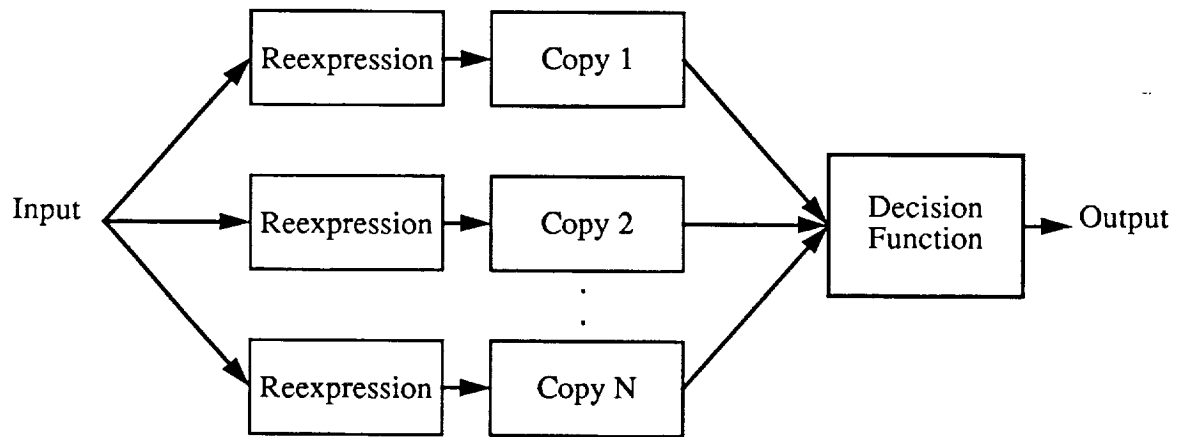 Reexpression
Copy 1
Input
Reexpression
Copy 2
Decision
Function
Output
Reexpression
Copy N